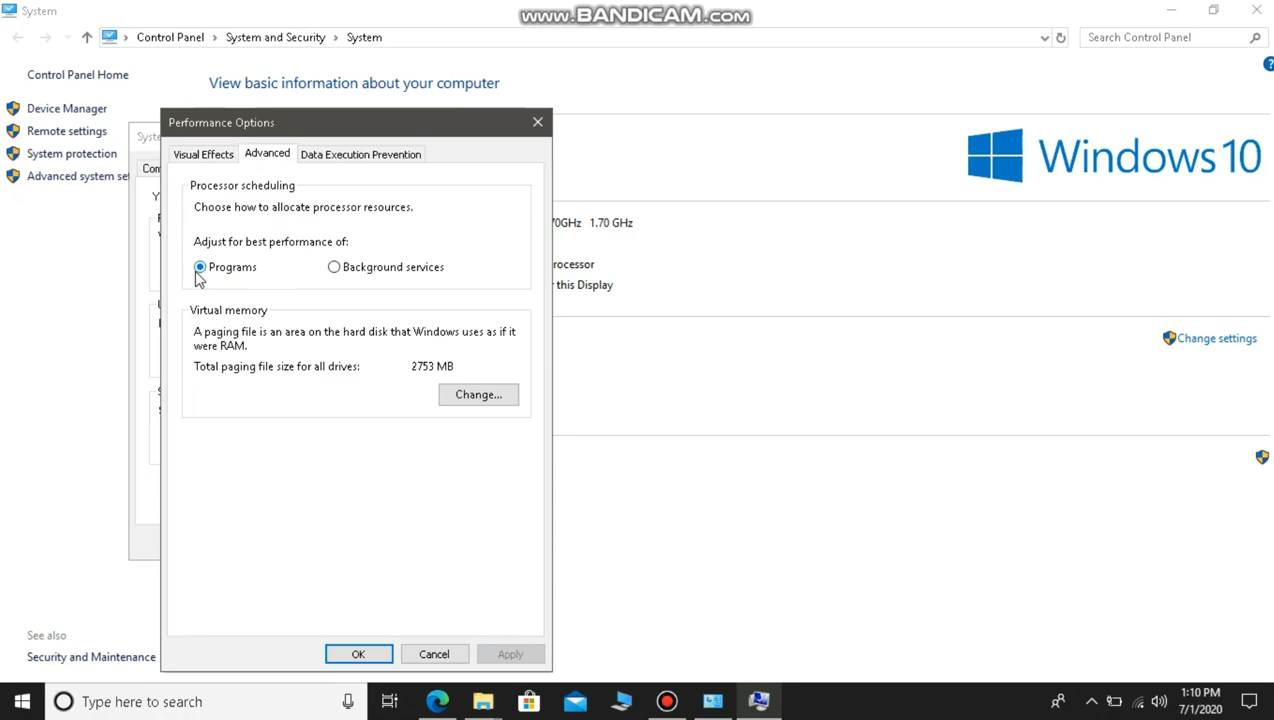 System
www.BANDICAM.com
Control Panel
System and Security
System
Search Control Panel
Control Panel Home
View basic information about your computer
Device Manager
Remote settings
System protection
Advanced system set
Performance Options
Visual Effects
Advanced
Data Execution Prevention
Windows 10
Processor scheduling
Choose how to allocate processor resources.
Adjust for best performance of:
Programs
Background services
70GHz 1.70 GHz
rocessor
this Display
Virtual memory
A paging file is an area on the hard disk that Windows uses as if it
were RAM.
Total paging file size for all drives: 2753 MB
Change...
Change settings
OK
Cancel
Apply
See also
Security and Maintenance
Type here to search
1:10 PM
7/1/2020